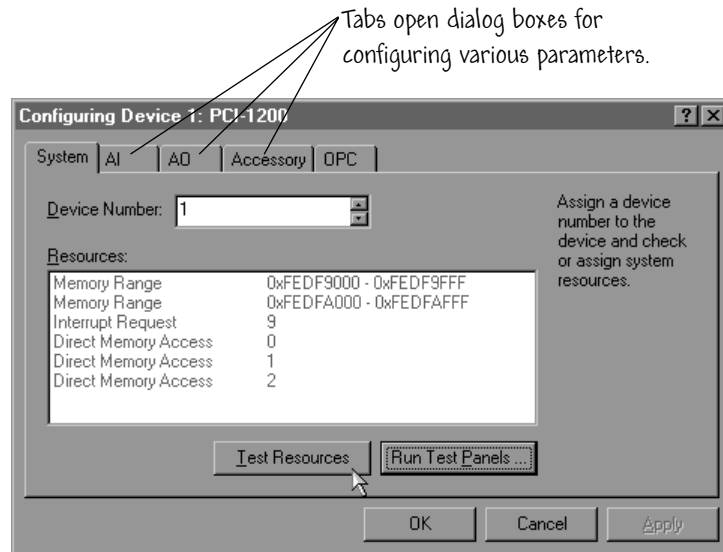 Tabs open dialog boxes for
configuring various parameters.
Configuring Device 1: PCI-1200
System AI AO Accessory OPC
Device Number: 1
Assign a device
number to the
device and check
or assign system
resources.
Resources:
Memory Range 0xFEDF9000 - 0xFEDF9FFF
Memory Range 0xFEDFA000 - 0xFEDFAFFF
Interrupt Request 9
Direct Memory Access 0
Direct Memory Access 1
Direct Memory Access 2
Test Resources Run Test Panels ...
OK Cancel Apply